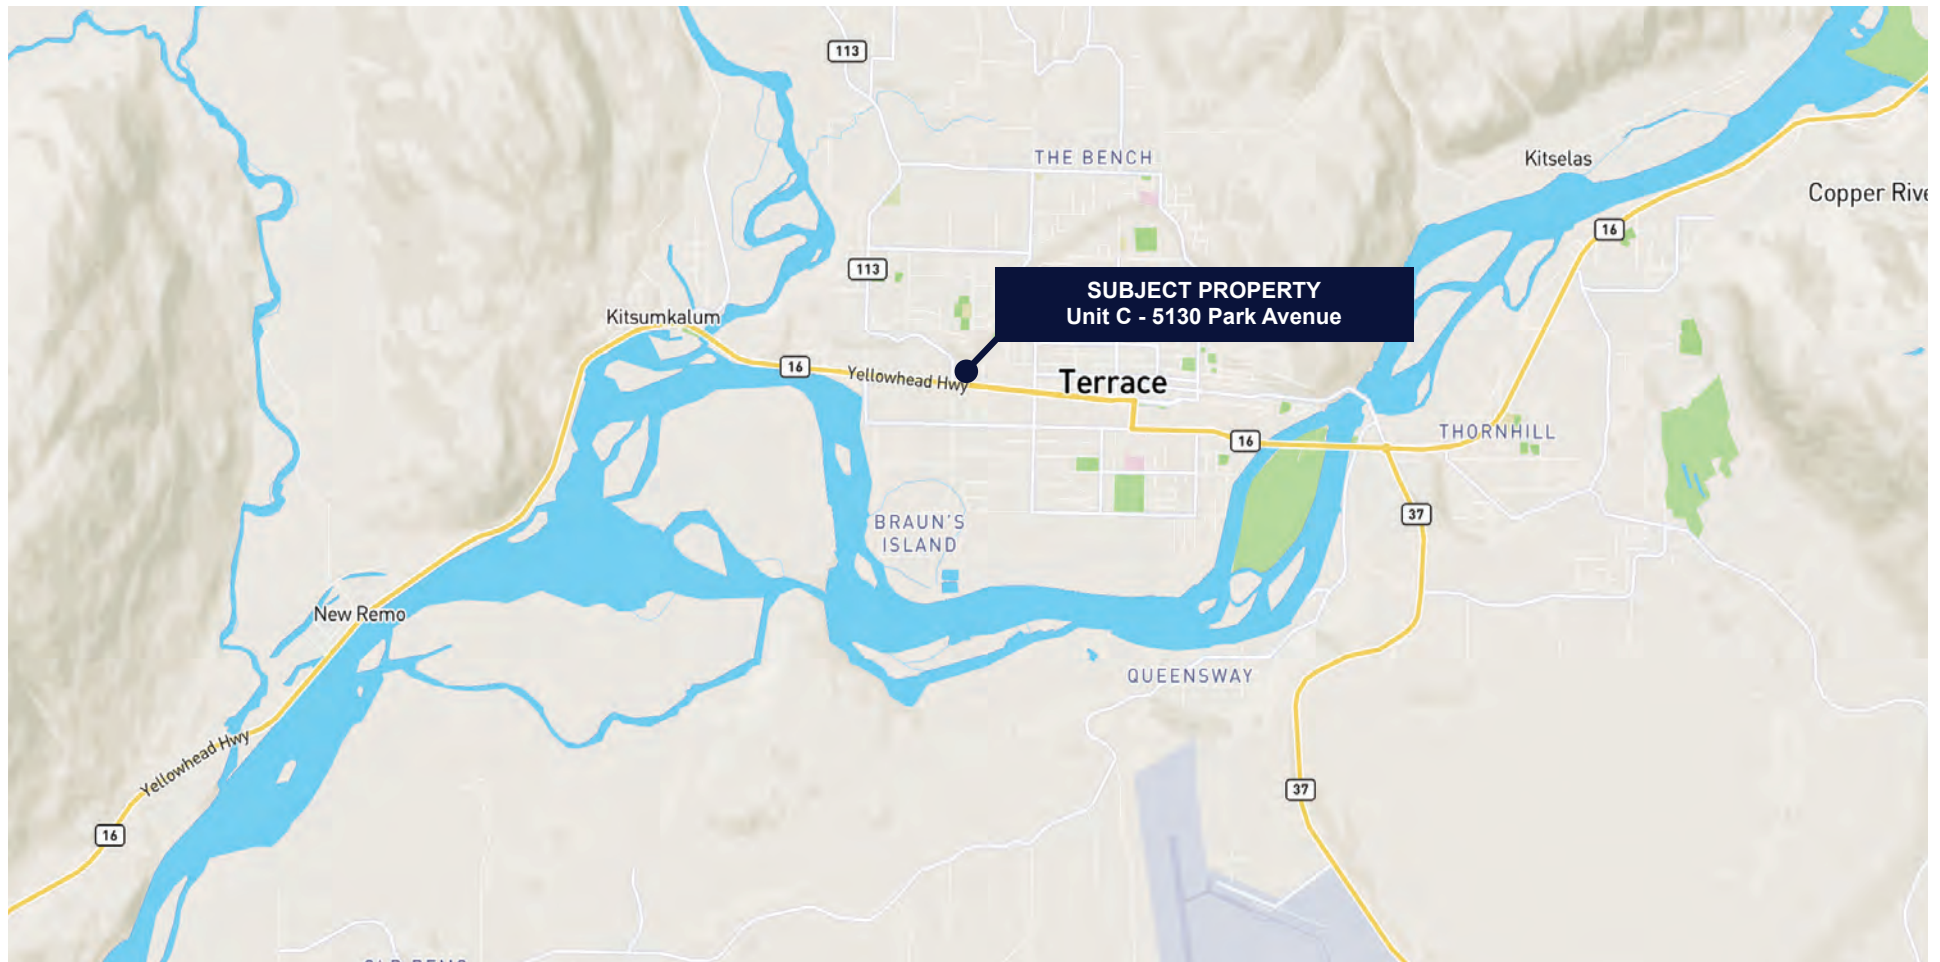 113
THE BENCH
Kitselas
Copper Rive
16
113
SUBJECT PROPERTY
Unit C - 5130 Park Avenue
Kitsumkalum
16
Yellowhead Hwy
Terrace
16
THORNHILL
37
BRAUN'S
ISLAND
New Remo
QUEENSWAY
Yellowhead Hwy
37
16